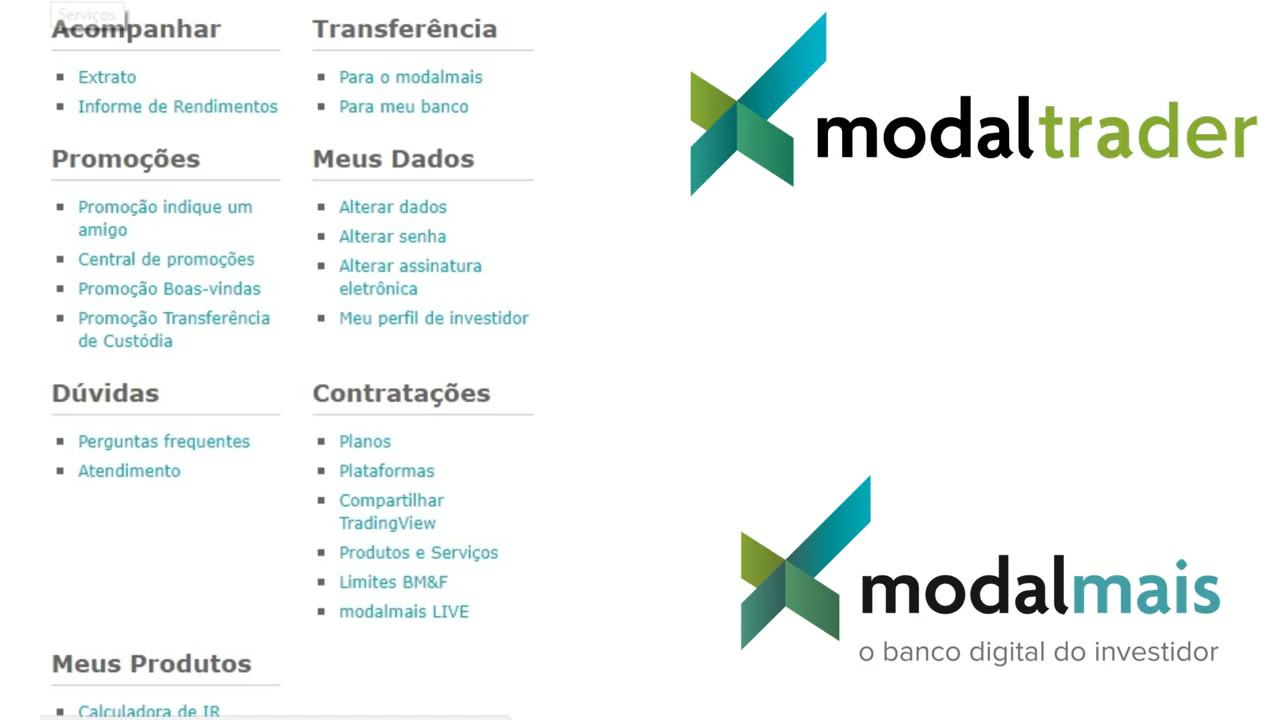 Serviços
Acompanhar
Extrato
Informe de Rendimentos
Transferência
Para o modalmais
Para meu banco
Promoções
Promoção indique um
amigo
Central de promoções
Promoção Boas-vindas
Promoção Transferência
de Custódia
Meus Dados
Alterar dados
Alterar senha
Alterar assinatura
eletrônica
Meu perfil de investidor
Dúvidas
Perguntas frequentes
Atendimento
Contratações
Planos
Plataformas
Compartilhar
TradingView
Produtos e Serviços
Limites BM&F
modalmais LIVE
Meus Produtos
Calculadora de IR
modaltrader
modalmais
o banco digital do investidor